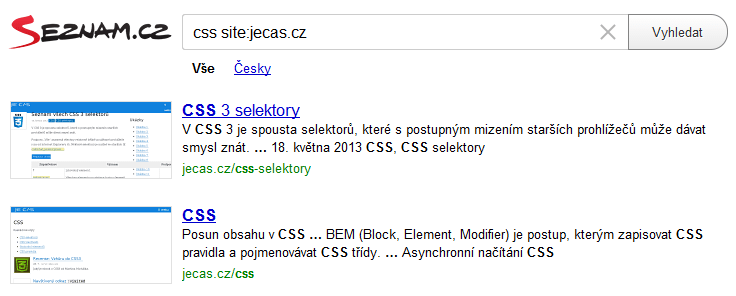 SEZNAM.CZ
css site:jecas.cz
Vyhledat
Vše Česky
CSS 3 selektory
V CSS 3 je spousta selektorů, které s postupným mizením starších prohlížečů může dávat
smysl znát. ... 18. května 2013 CSS, CSS selektory
jecas.cz/css-selektory
CSS
CSS
Posun obsahu v CSS ... BEM (Block, Element, Modifier) je postup, kterým zapisovat CSS
pravidla a pojmenovávat CSS třídy. ... Asynchronní načítání CSS
jecas.cz/css